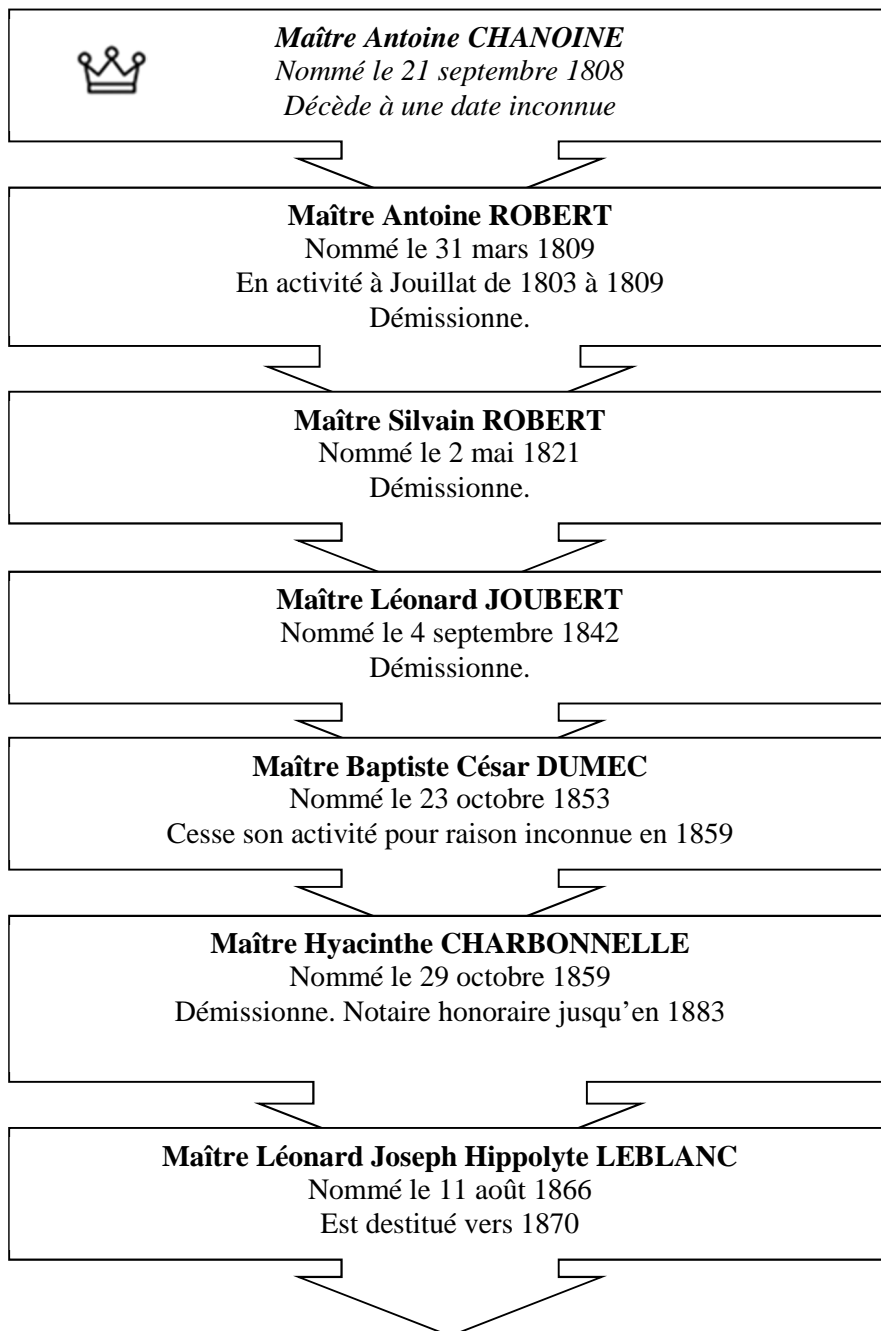 Maître Antoine CHANOINE
Nommé le 21 septembre 1808
Décède à une date inconnue
Maître Antoine ROBERT
Nommé le 31 mars 1809
En activité à Jouillat de 1803 à 1809
Démissionne.
Maître Silvain ROBERT
Nommé le 2 mai 1821
Démissionne.
Maître Léonard JOUBERT
Nommé le 4 septembre 1842
Démissionne.
Maître Baptiste César DUMEC
Nommé le 23 octobre 1853
Cesse son activité pour raison inconnue en 1859
Maître Hyacinthe CHARBONNELLE
Nommé le 29 octobre 1859
Démissionne. Notaire honoraire jusqu’en 1883
Maître Léonard Joseph Hippolyte LEBLANC
Nommé le 11 août 1866
Est destitué vers 1870